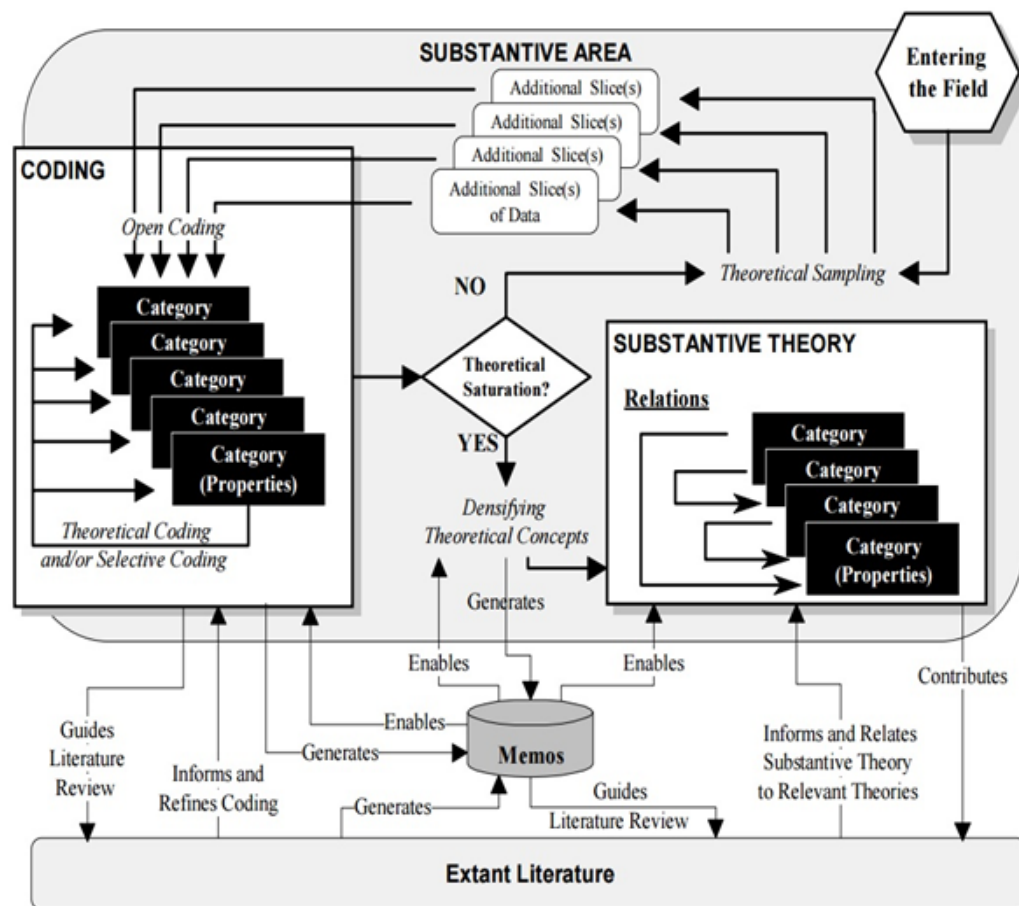 SUBSTANTIVE AREA
Entering
the Field
Additional Slice(s)
Additional Slice(s)
Additional Slice(s)
Additional Slice(s)
of Data
CODING
Open Coding
Category
Category
Category
Category
Category
(Properties)
Theoretical Coding
and/or Selective Coding
NO
Theoretical Sampling
Theoretical
Saturation?
YES
Densifying
Theoretical Concepts
SUBSTANTIVE THEORY
Relations
Category
Category
Category
Category
(Properties)
Generates
Enables
Enables
Contributes
Guides
Literature
Review
Enables
Generates
Memos
Informs and
Refines Coding
Generates
Guides
Literature Review
Informs and Relates
Substantive Theory
to Relevant Theories
Extant Literature